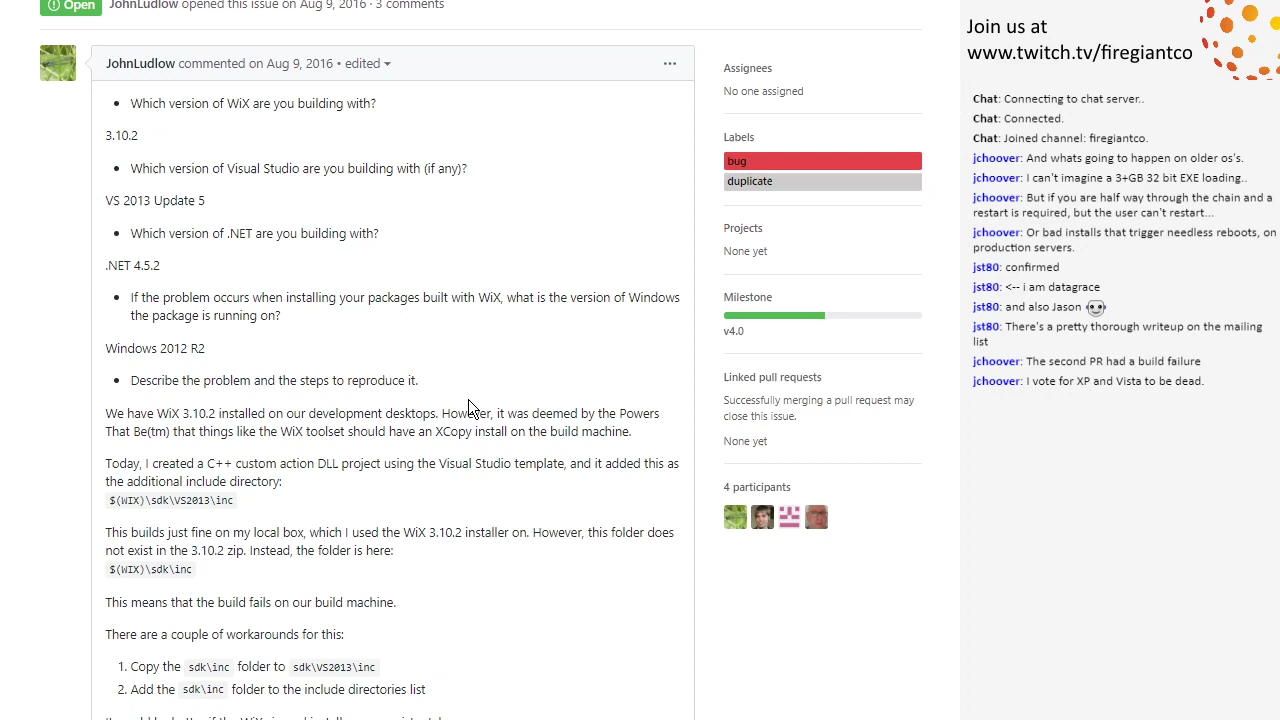 Open JohnLudlow opened this issue on Aug 9, 2016 · 3 comments
JohnLudlow commented on Aug 9, 2016 • edited
• Which version of WiX are you building with?
3.10.2
• Which version of Visual Studio are you building with (if any)?
VS 2013 Update 5
• Which version of .NET are you building with?
.NET 4.5.2
• If the problem occurs when installing your packages built with WiX, what is the version of Windows
the package is running on?
Windows 2012 R2
• Describe the problem and the steps to reproduce it.
We have WiX 3.10.2 installed on our development desktops. However, it was deemed by the Powers
That Be(tm) that things like the WiX toolset should have an XCopy install on the build machine.
Today, I created a C++ custom action DLL project using the Visual Studio template, and it added this as
the additional include directory:
$(WIX)\sdk\VS2013\inc
This builds just fine on my local box, which I used the WiX 3.10.2 installer on. However, this folder does
not exist in the 3.10.2 zip. Instead, the folder is here:
$(WIX)\sdk\inc
This means that the build fails on our build machine.
There are a couple of workarounds for this:
1. Copy the sdk\inc folder to sdk\VS2013\inc
2. Add the sdk\inc folder to the include directories list
Assignees
No one assigned
Labels
bug
duplicate
Projects
None yet
Milestone
v4.0
Linked pull requests
Successfully merging a pull request may
close this issue.
None yet
4 participants
Join us at
www.twitch.tv/firegiantco
Chat: Connecting to chat server..
Chat: Connected.
Chat: Joined channel: firegiantco.
jchoover: And whats going to happen on older os's.
jchoover: I can't imagine a 3+GB 32 bit EXE loading..
jchoover: But if you are half way through the chain and a
restart is required, but the user can't restart...
jchoover: Or bad installs that trigger needless reboots, on
production servers.
jst80: confirmed
jst80: <-- i am datagrace
jst80: and also Jason
jst80: There's a pretty thorough writeup on the mailing
list
jchoover: The second PR had a build failure
jchoover: I vote for XP and Vista to be dead.